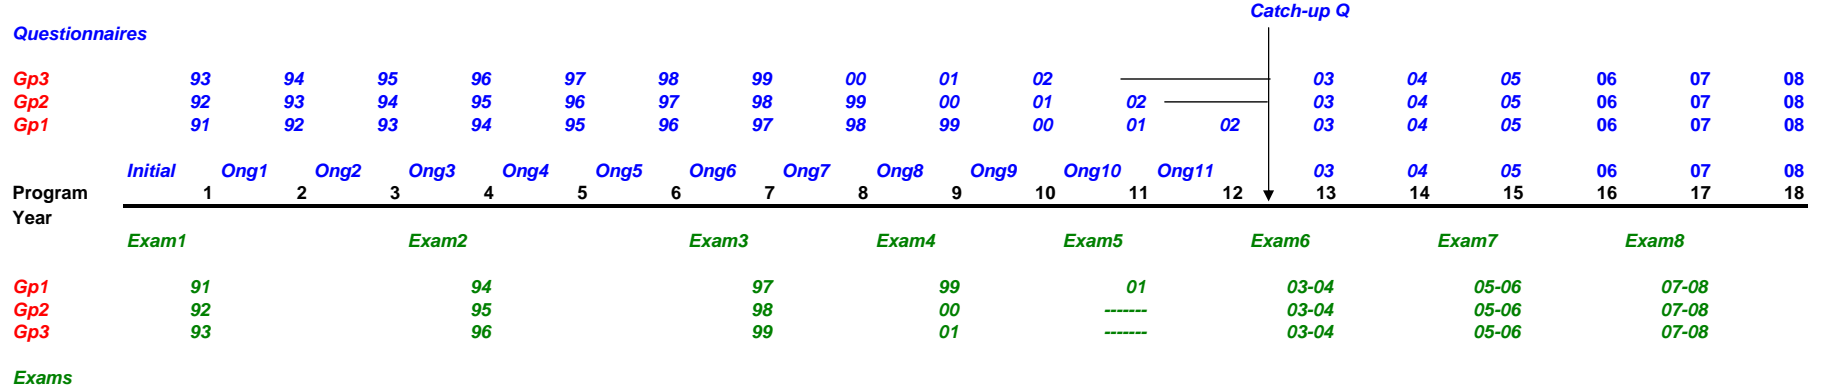 Catch-up Q
Questionnaires
Gp3 93 94 95 96 97 98 99 00 01 02 03 04 05 06 07 08
Gp2 92 93 94 95 96 97 98 99 00 01 02 03 04 05 06 07 08
Gp1 91 92 93 94 95 96 97 98 99 00 01 02 03 04 05 06 07 08
Initial Ong1 Ong2 Ong3 Ong4 Ong5 Ong6 Ong7 Ong8 Ong9 Ong10 Ong11 03 04 05 06 07 08
Program 1 2 3 4 5 6 7 8 9 10 11 12 13 14 15 16 17 18
Year
Exam1 Exam2 Exam3 Exam4 Exam5 Exam6 Exam7 Exam8
Gp1 91 94 97 99 01 03-04 05-06 07-08
Gp2 92 95 98 00 ------- 03-04 05-06 07-08
Gp3 93 96 99 01 ------- 03-04 05-06 07-08
Exams